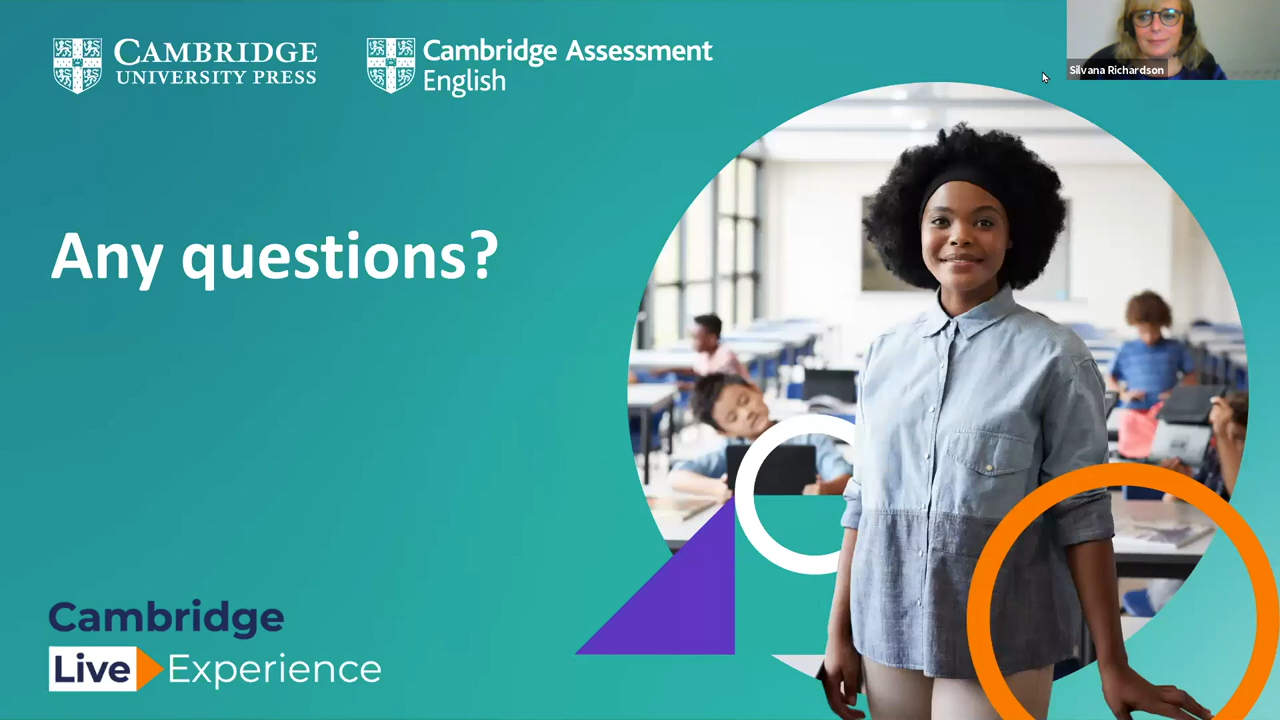 CAMBRIDGE
UNIVERSITY PRESS
Cambridge Assessment
English
Silvana Richardson
Any questions?
Cambridge
Live Experience